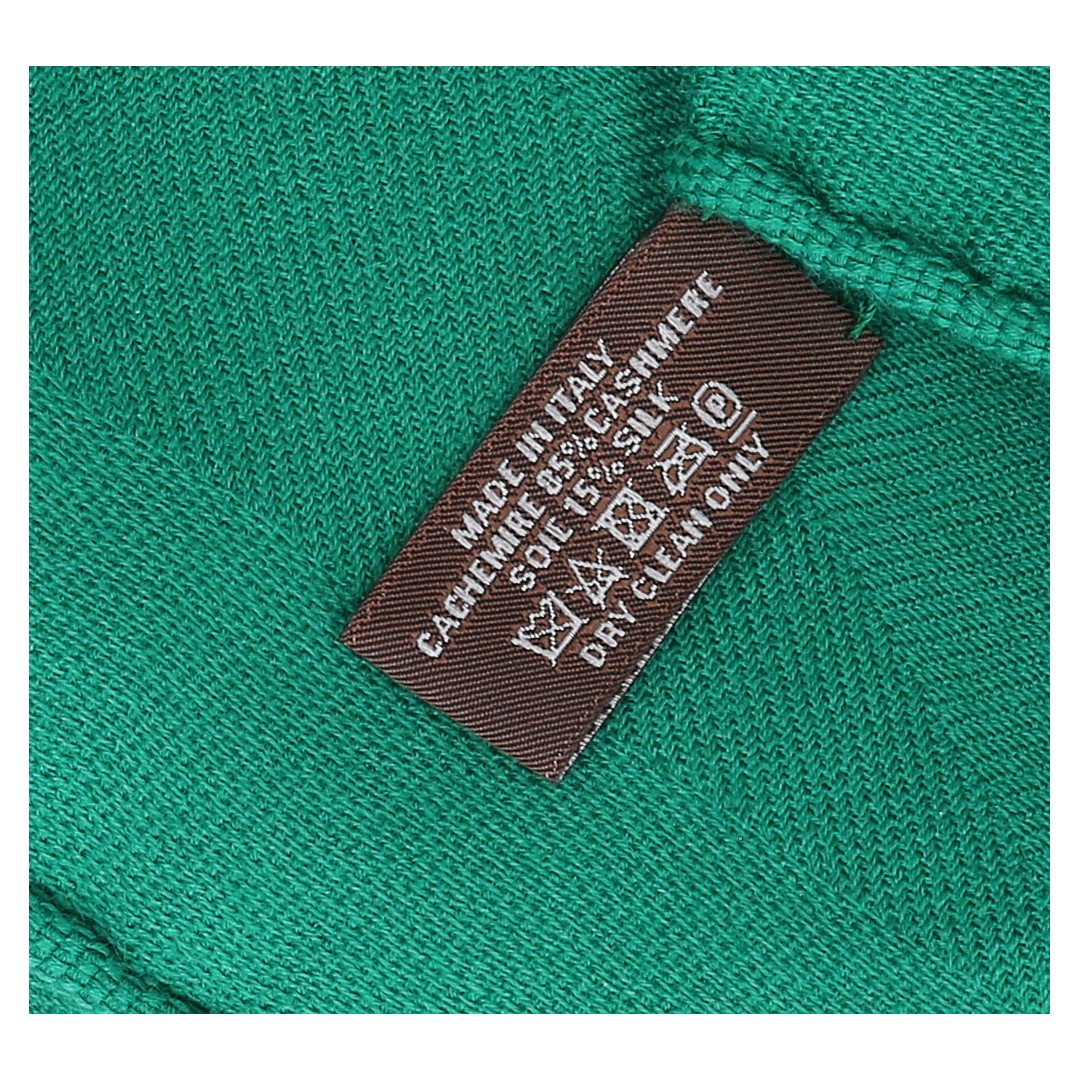 MADE IN ITALY
CACHEMIRE 85% CASHMERE
SOIE 15% SILK
P
DRY CLEAN ONLY